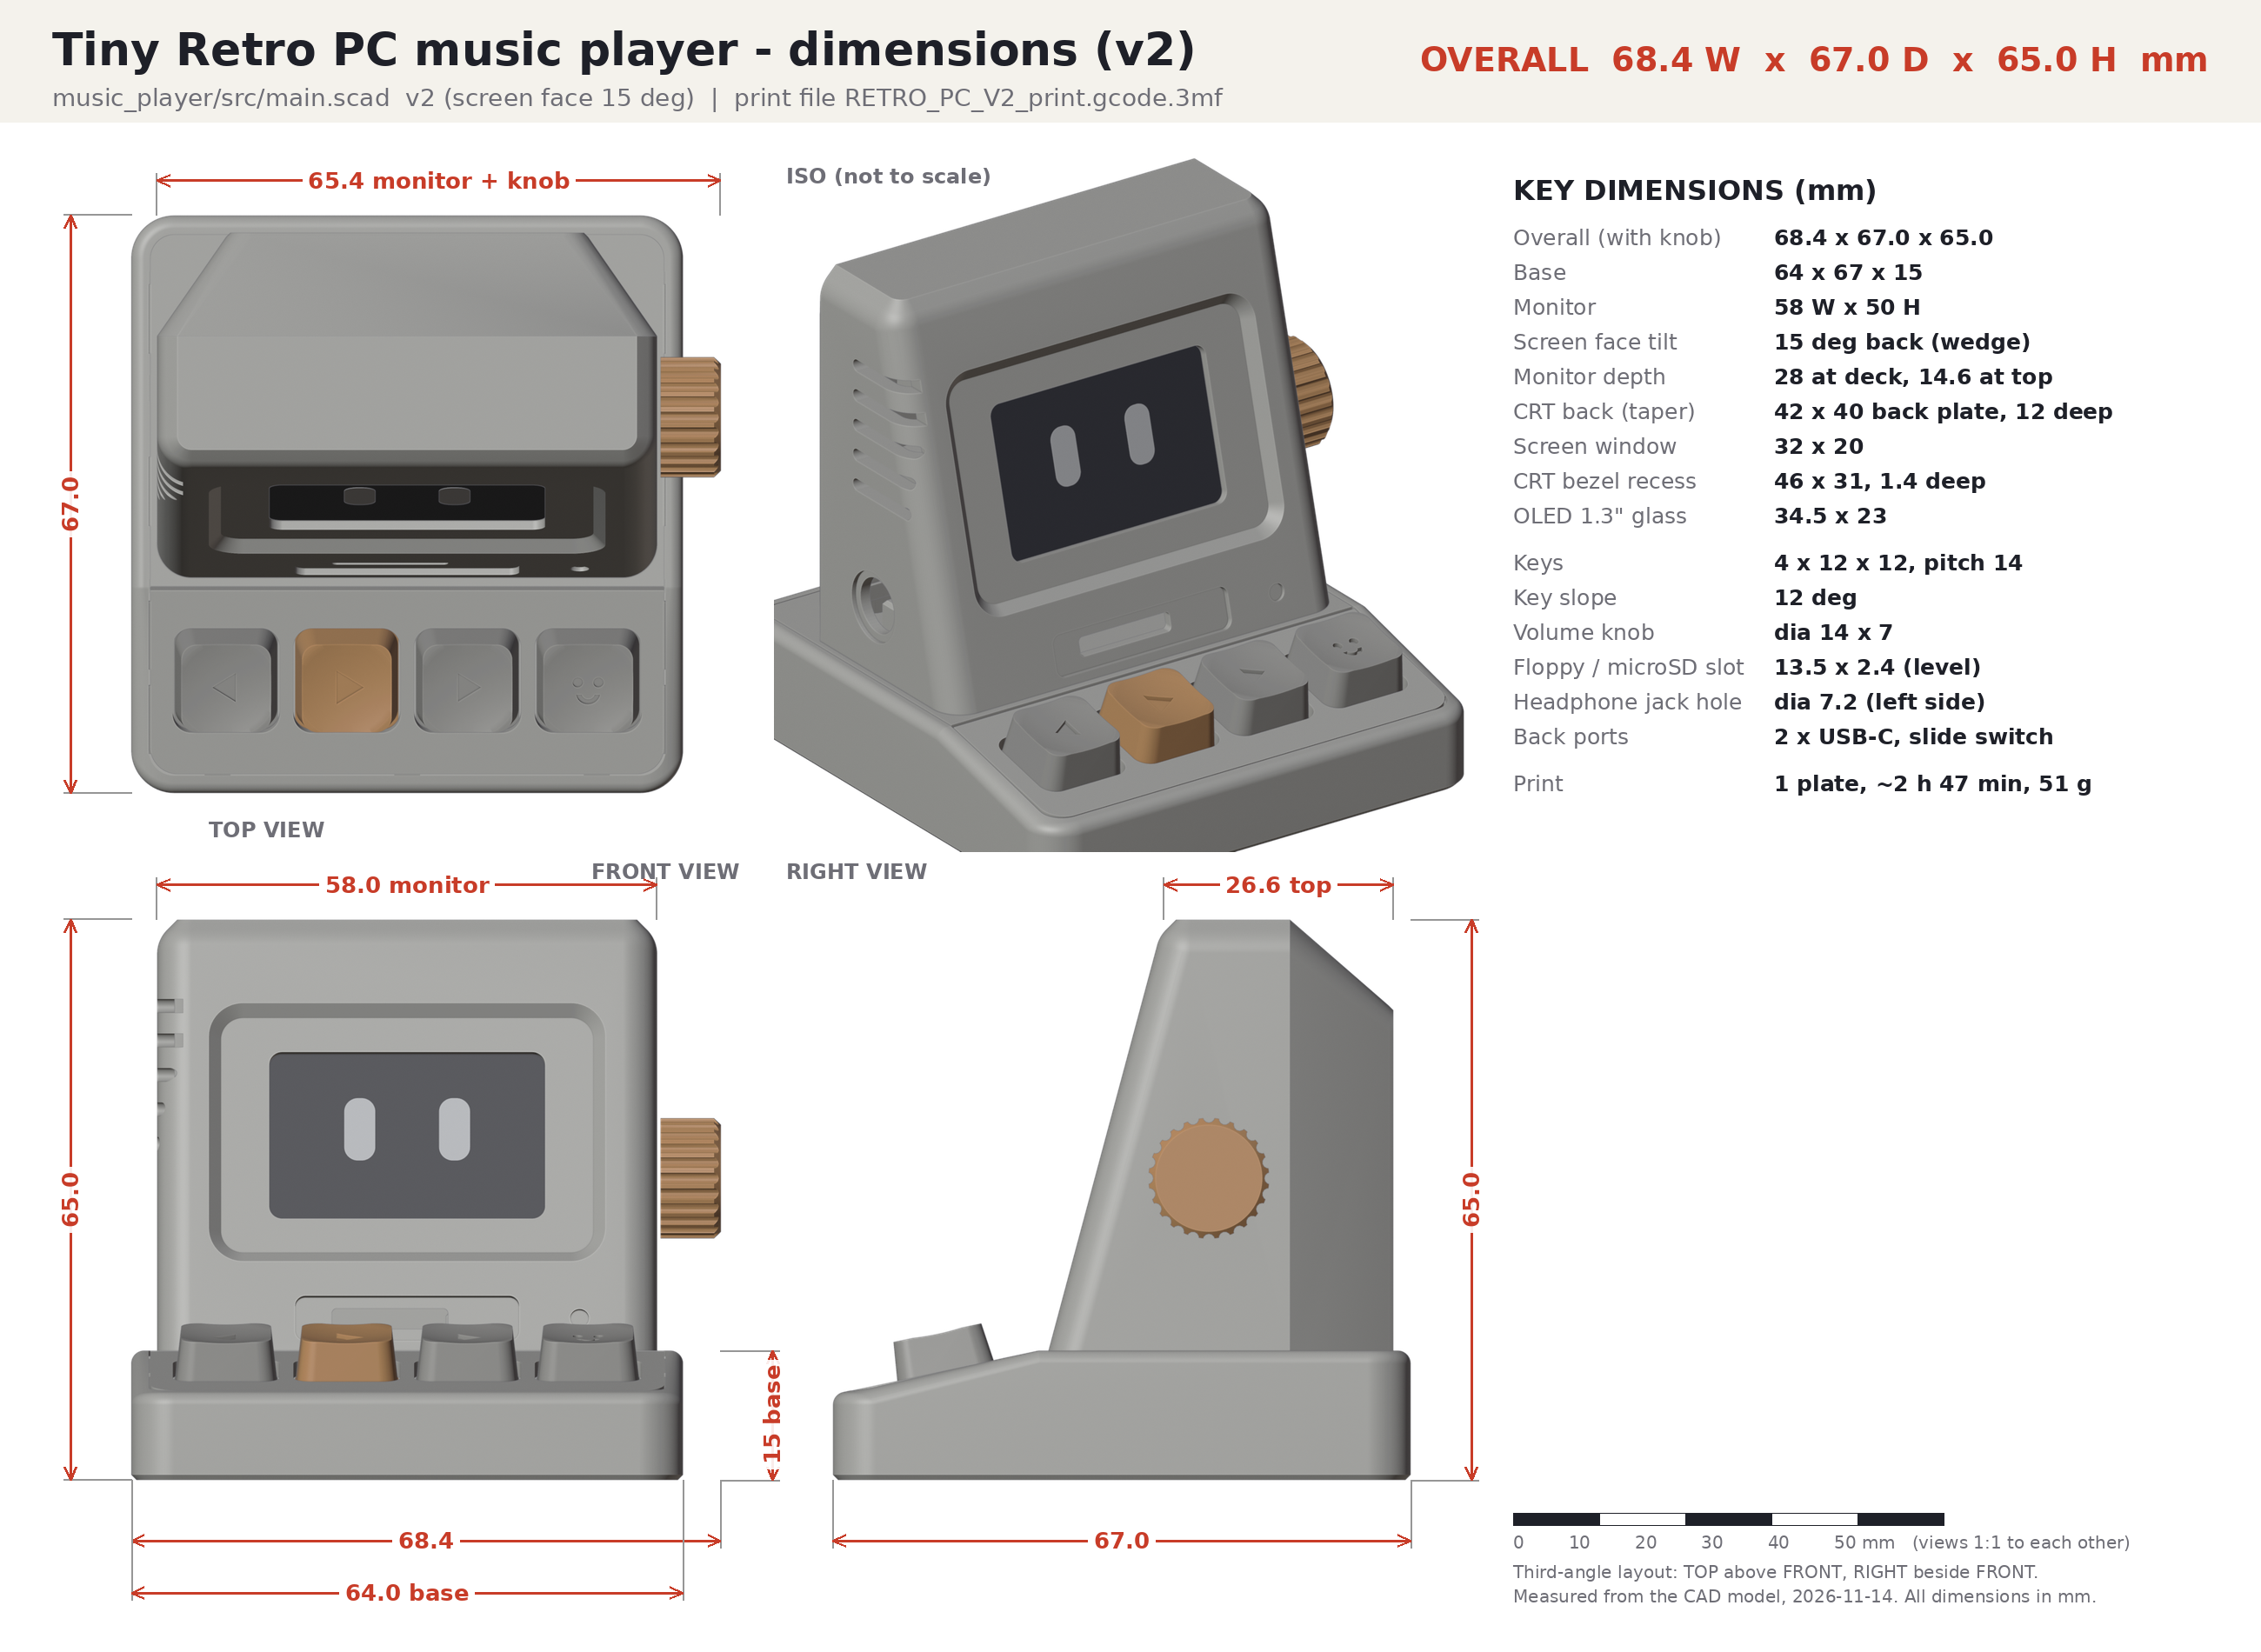 Tiny Retro PC music player - dimensions (v2)
OVERALL 68.4 W x 67.0 D x 65.0 H mm
music_player/src/main.scad v2 (screen face 15 deg) | print file RETRO_PC_V2_print.gcode.3mf
65.4 monitor + knob
67.0
TOP VIEW
ISO (not to scale)
KEY DIMENSIONS (mm)
Overall (with knob) 68.4 x 67.0 x 65.0
Base 64 x 67 x 15
Monitor 58 W x 50 H
Screen face tilt 15 deg back (wedge)
Monitor depth 28 at deck, 14.6 at top
CRT back (taper) 42 x 40 back plate, 12 deep
Screen window 32 x 20
CRT bezel recess 46 x 31, 1.4 deep
OLED 1.3" glass 34.5 x 23
Keys 4 x 12 x 12, pitch 14
Key slope 12 deg
Volume knob dia 14 x 7
Floppy / microSD slot 13.5 x 2.4 (level)
Headphone jack hole dia 7.2 (left side)
Back ports 2 x USB-C, slide switch
Print 1 plate, ~2 h 47 min, 51 g
FRONT VIEW
58.0 monitor
65.0
15 base
68.4
64.0 base
RIGHT VIEW
26.6 top
65.0
67.0
0 10 20 30 40 50 mm (views 1:1 to each other)
Third-angle layout: TOP above FRONT, RIGHT beside FRONT.
Measured from the CAD model, 2026-11-14. All dimensions in mm.